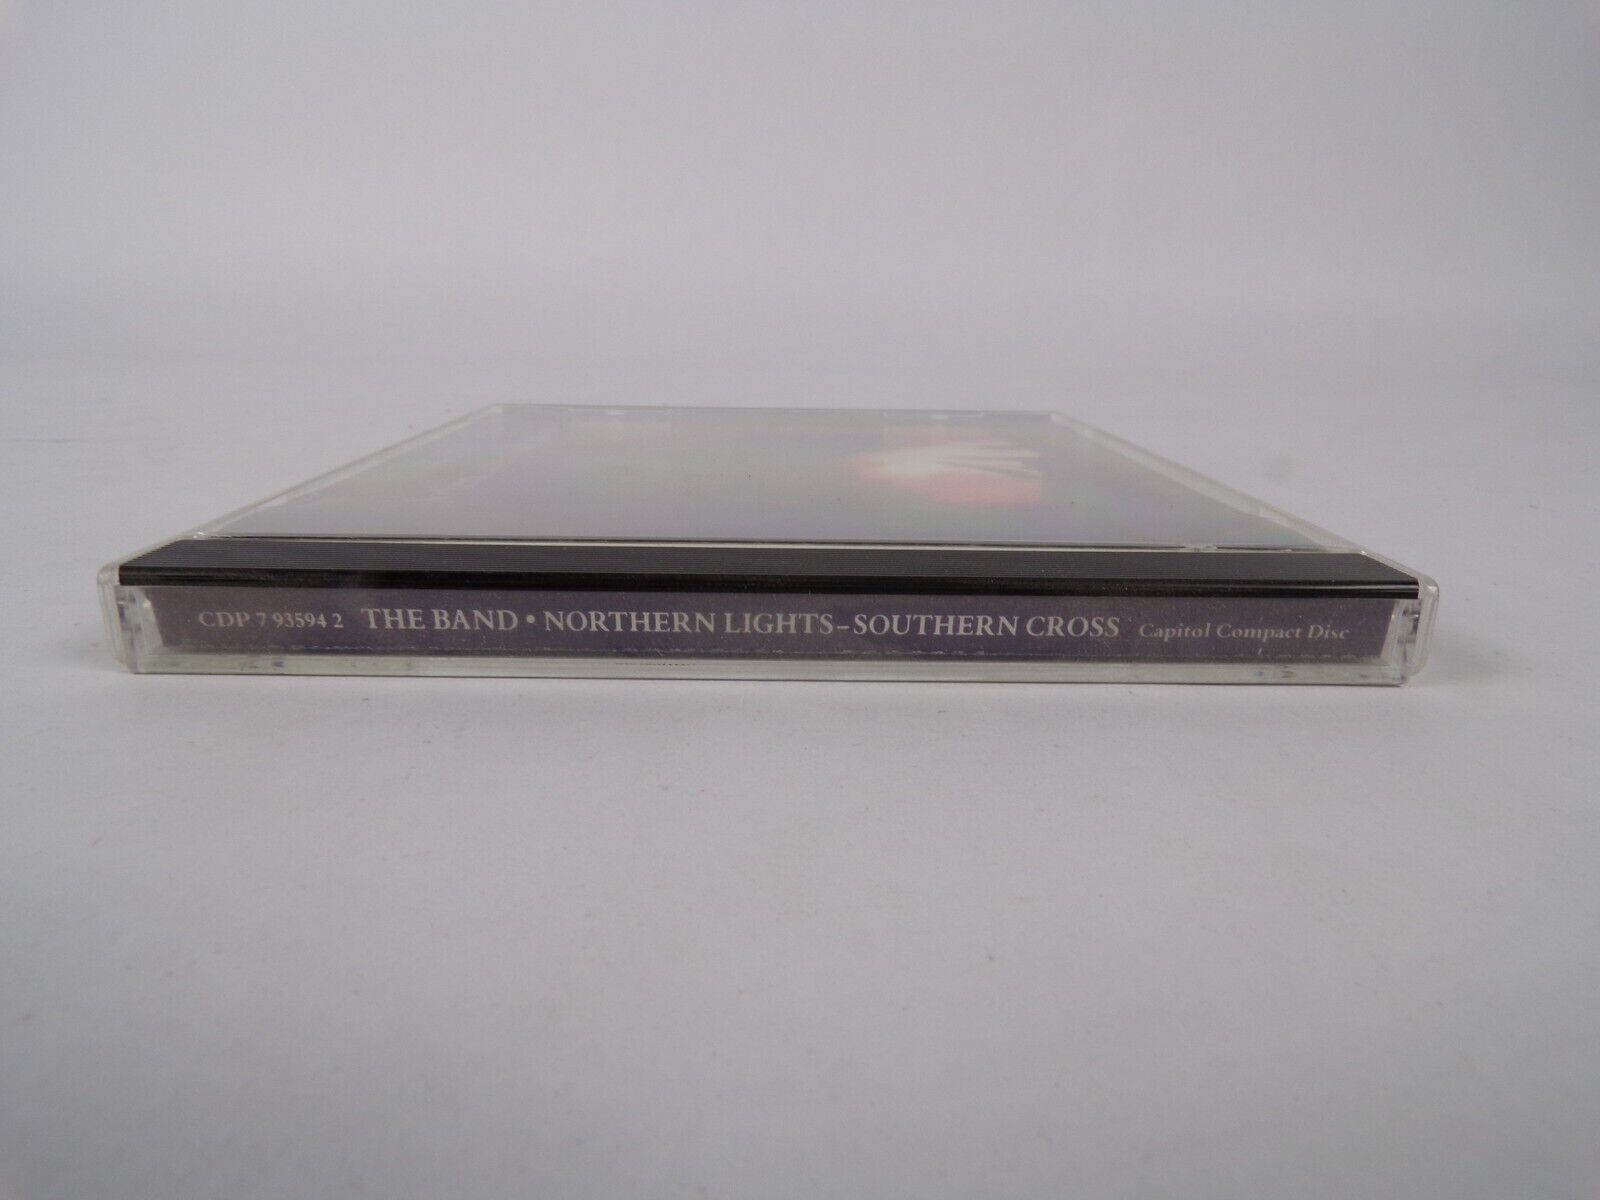 CDP 7 93594 2 THE BAND • NORTHERN LIGHTS–SOUTHERN CROSS Capitol Compact Disc